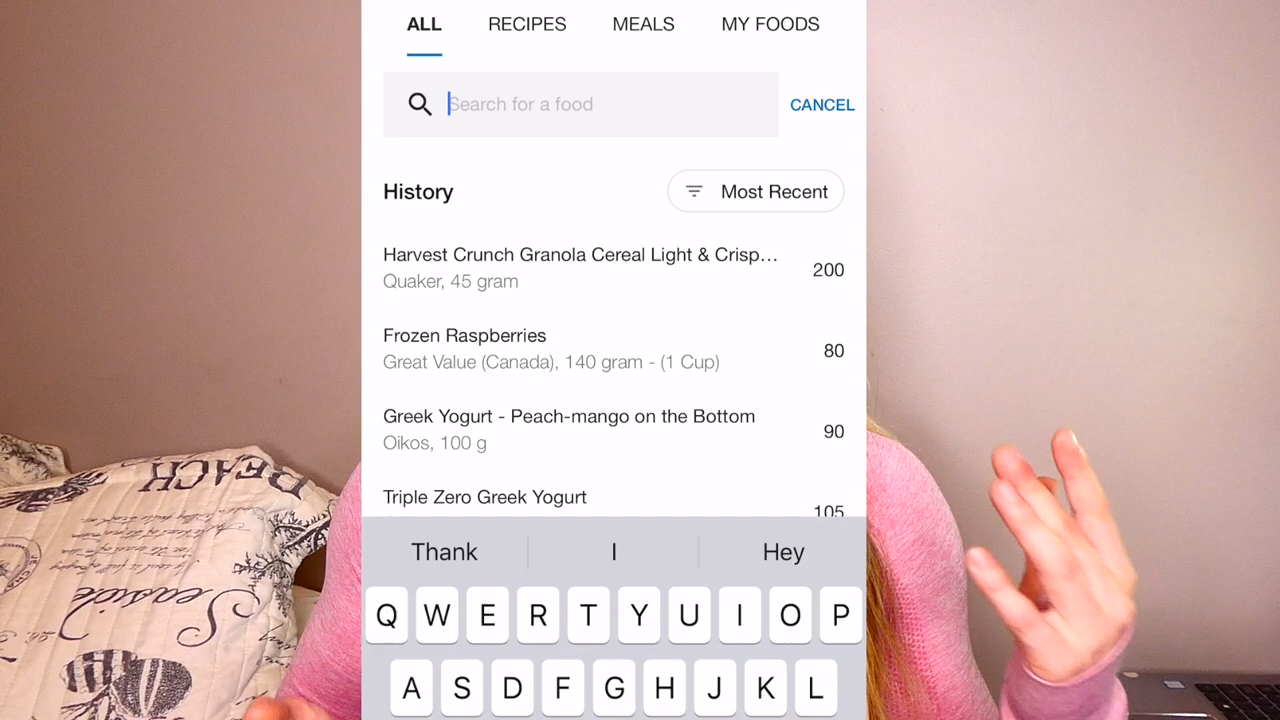 ALL RECIPES MEALS MY FOODS
Search for a food CANCEL
History Most Recent
Harvest Crunch Granola Cereal Light & Crisp… 200
Quaker, 45 gram
Frozen Raspberries 80
Great Value (Canada), 140 gram - (1 Cup)
Greek Yogurt - Peach-mango on the Bottom 90
Oikos, 100 g
Triple Zero Greek Yogurt 105
Thank I Hey
Q W E R T Y U I O P
A S D F G H J K L
BEACH
Seaside